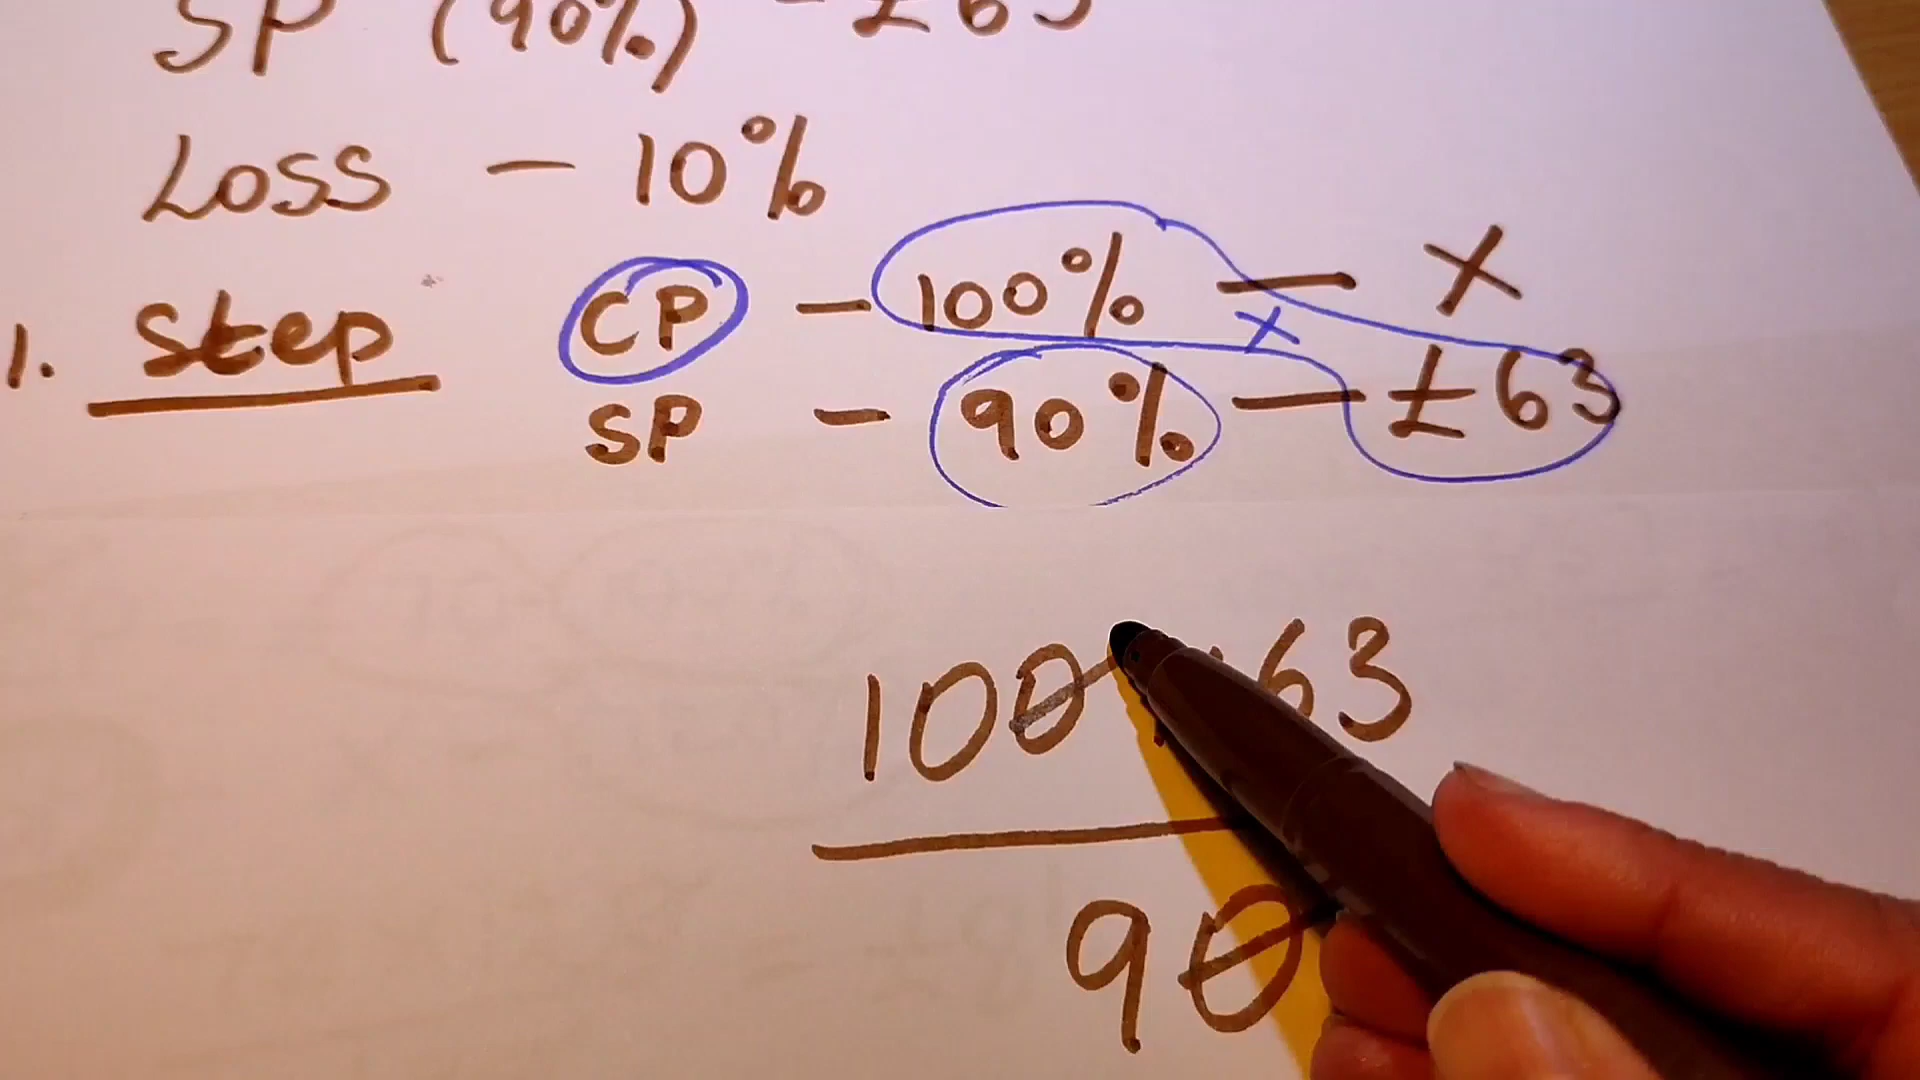 SP (90%) - £63
Loss - 10%
1. Step CP - 100% - x
x
SP - 90% - £63
100 x 63
90